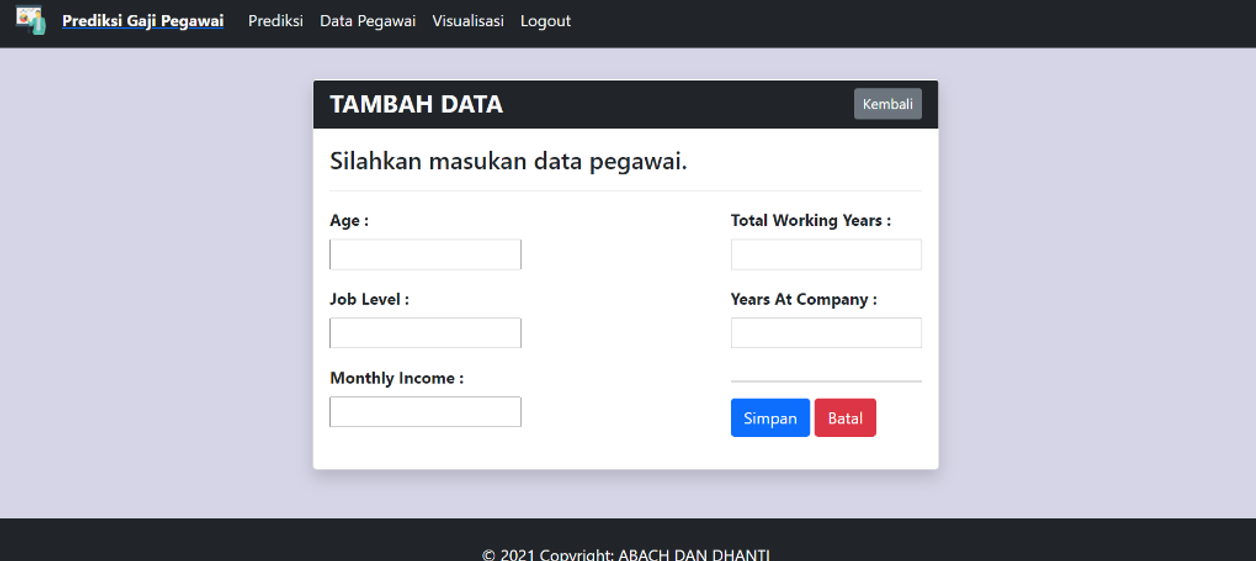 Prediksi Gaji Pegawai Prediksi Data Pegawai Visualisasi Logout
TAMBAH DATA Kembali
Silahkan masukan data pegawai.
Age : Total Working Years :
Job Level : Years At Company :
Monthly Income :
Simpan Batal
© 2021 Copyright: ABACH DAN DHANTI